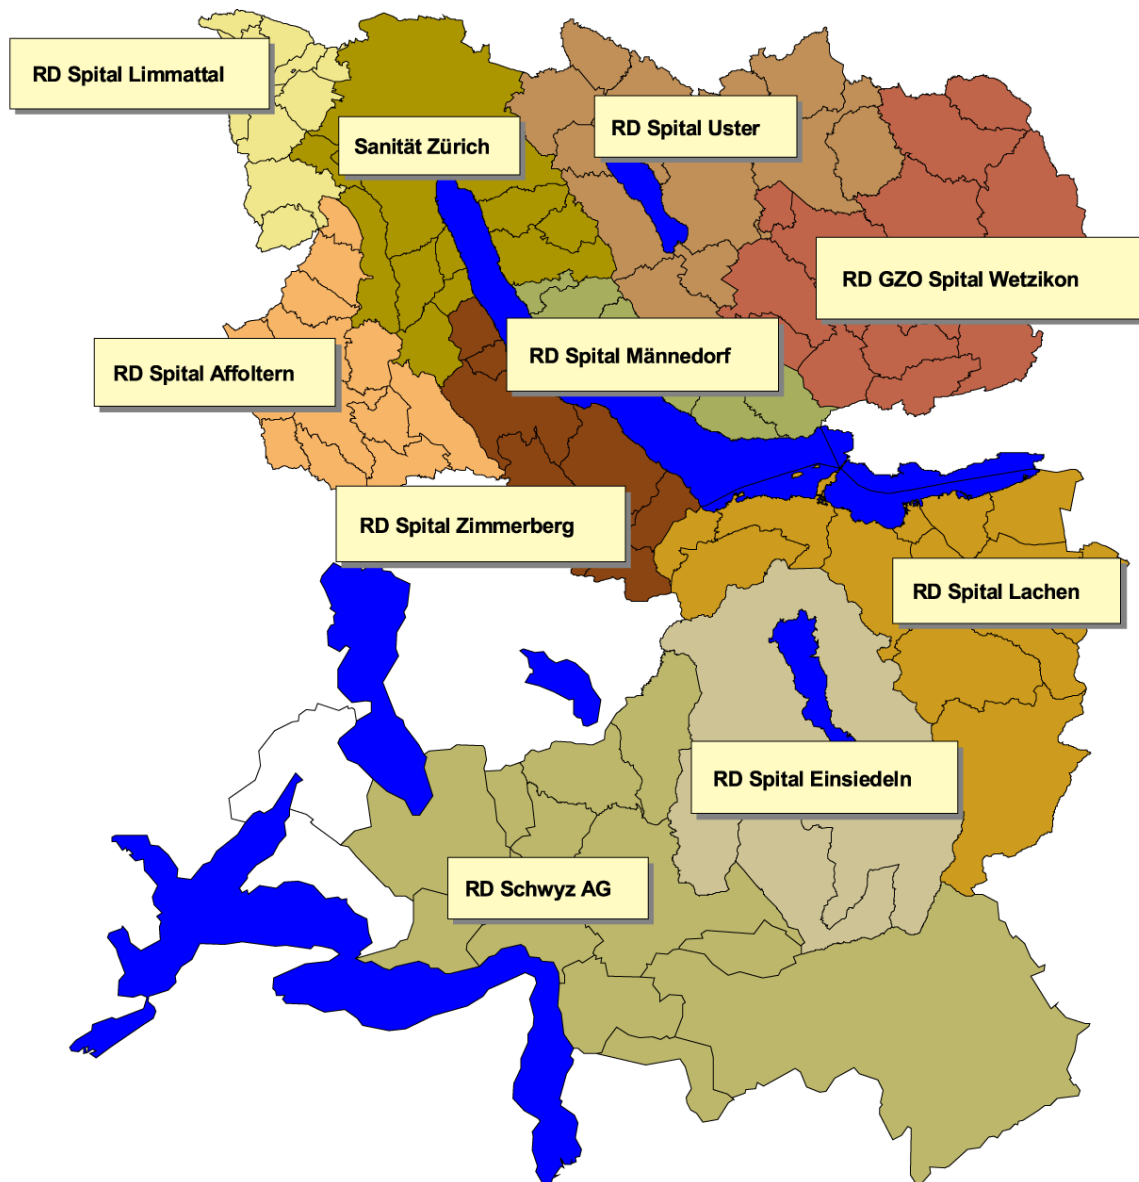 RD Spital Limmattal
Sanität Zürich
RD Spital Uster
RD GZO Spital Wetzikon
RD Spital Männedorf
RD Spital Affoltern
RD Spital Zimmerberg
RD Spital Lachen
RD Spital Einsiedeln
RD Schwyz AG